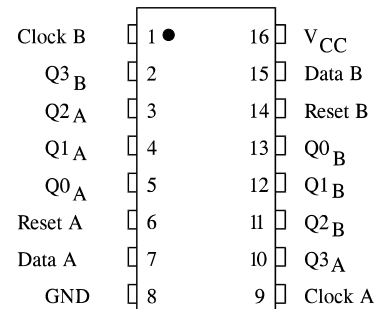 Clock B 1 16 VCC
Q3B 2 15 Data B
Q2A 3 14 Reset B
Q1A 4 13 Q0B
Q0A 5 12 Q1B
Reset A 6 11 Q2B
Data A 7 10 Q3A
GND 8 9 Clock A